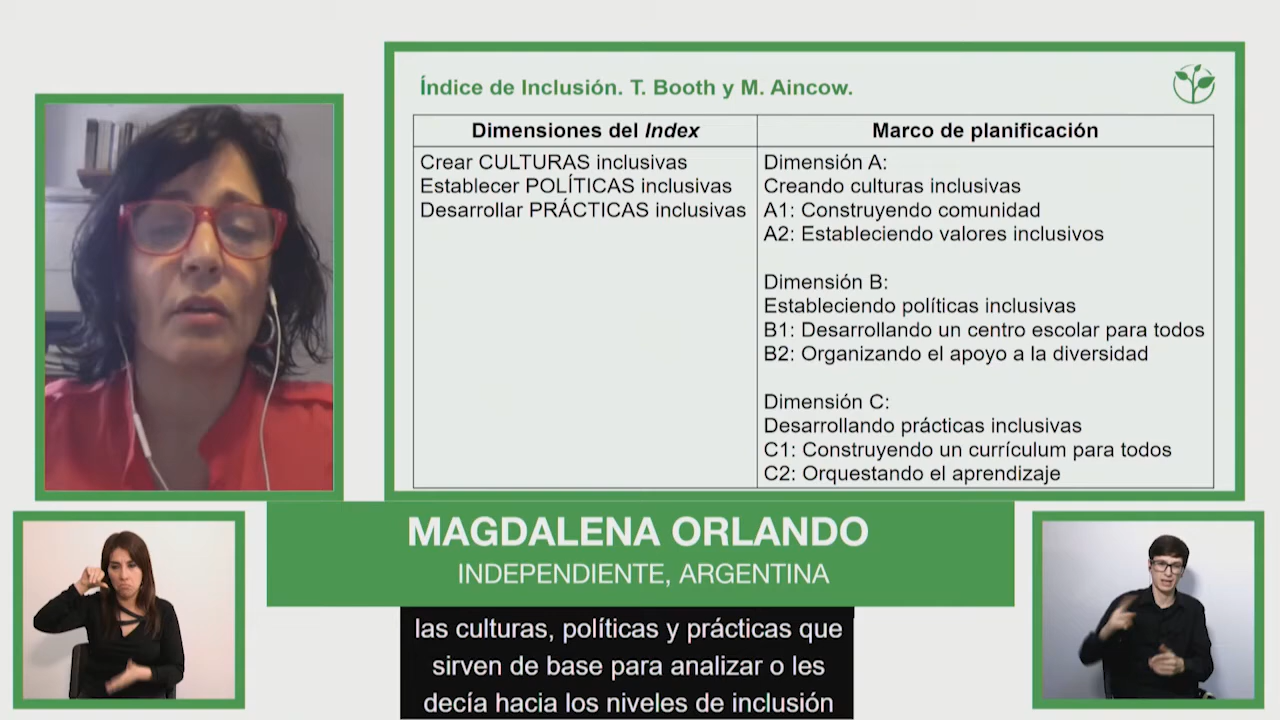 Índice de Inclusión. T. Booth y M. Aincow.
Dimensiones del Index
Marco de planificación
Crear CULTURAS inclusivas
Establecer POLÍTICAS inclusivas
Desarrollar PRÁCTICAS inclusivas
Dimensión A:
Creando culturas inclusivas
A1: Construyendo comunidad
A2: Estableciendo valores inclusivos
Dimensión B:
Estableciendo políticas inclusivas
B1: Desarrollando un centro escolar para todos
B2: Organizando el apoyo a la diversidad
Dimensión C:
Desarrollando prácticas inclusivas
C1: Construyendo un currículum para todos
C2: Orquestando el aprendizaje
MAGDALENA ORLANDO
INDEPENDIENTE, ARGENTINA
las culturas, políticas y prácticas que
sirven de base para analizar o les
decía hacia los niveles de inclusión